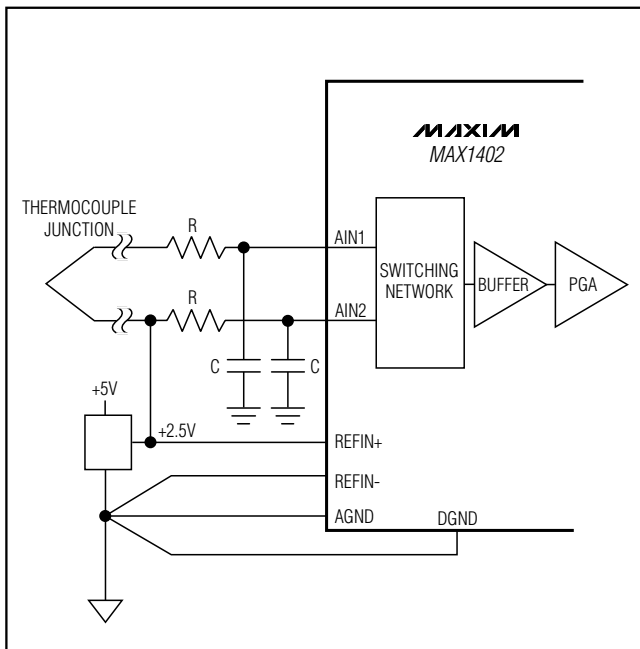 MAXIM
MAX1402
THERMOCOUPLE
JUNCTION
R
AIN1
SWITCHING
NETWORK
BUFFER
PGA
R
AIN2
C
C
+5V
+2.5V
REFIN+
REFIN-
AGND
DGND